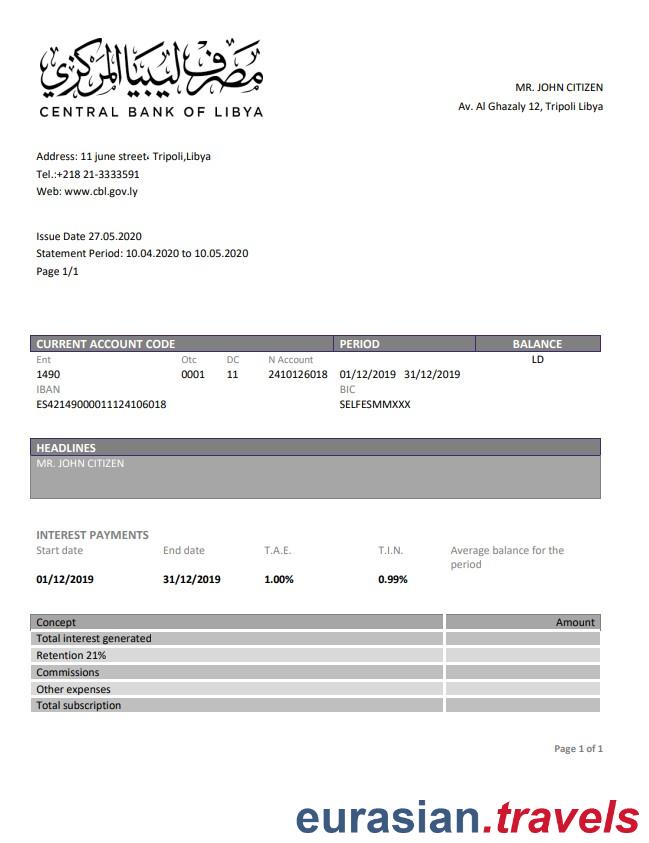 مصرف ليبيا المركزي
CENTRAL BANK OF LIBYA
MR. JOHN CITIZEN
Av. Al Ghazaly 12, Tripoli Libya
Address: 11 june street، Tripoli,Libya
Tel.:+218 21-3333591
Web: www.cbl.gov.ly
Issue Date 27.05.2020
Statement Period: 10.04.2020 to 10.05.2020
Page 1/1
CURRENT ACCOUNT CODE PERIOD BALANCE
Ent Otc DC N Account LD
1490 0001 11 2410126018 01/12/2019 31/12/2019
IBAN BIC
ES42149000011124106018 SELFESMMXXX
HEADLINES
MR. JOHN CITIZEN
INTEREST PAYMENTS
Start date End date T.A.E. T.I.N. Average balance for the
period
01/12/2019 31/12/2019 1.00% 0.99%
Concept Amount
Total interest generated
Retention 21%
Commissions
Other expenses
Total subscription
Page 1 of 1
eurasian.travels